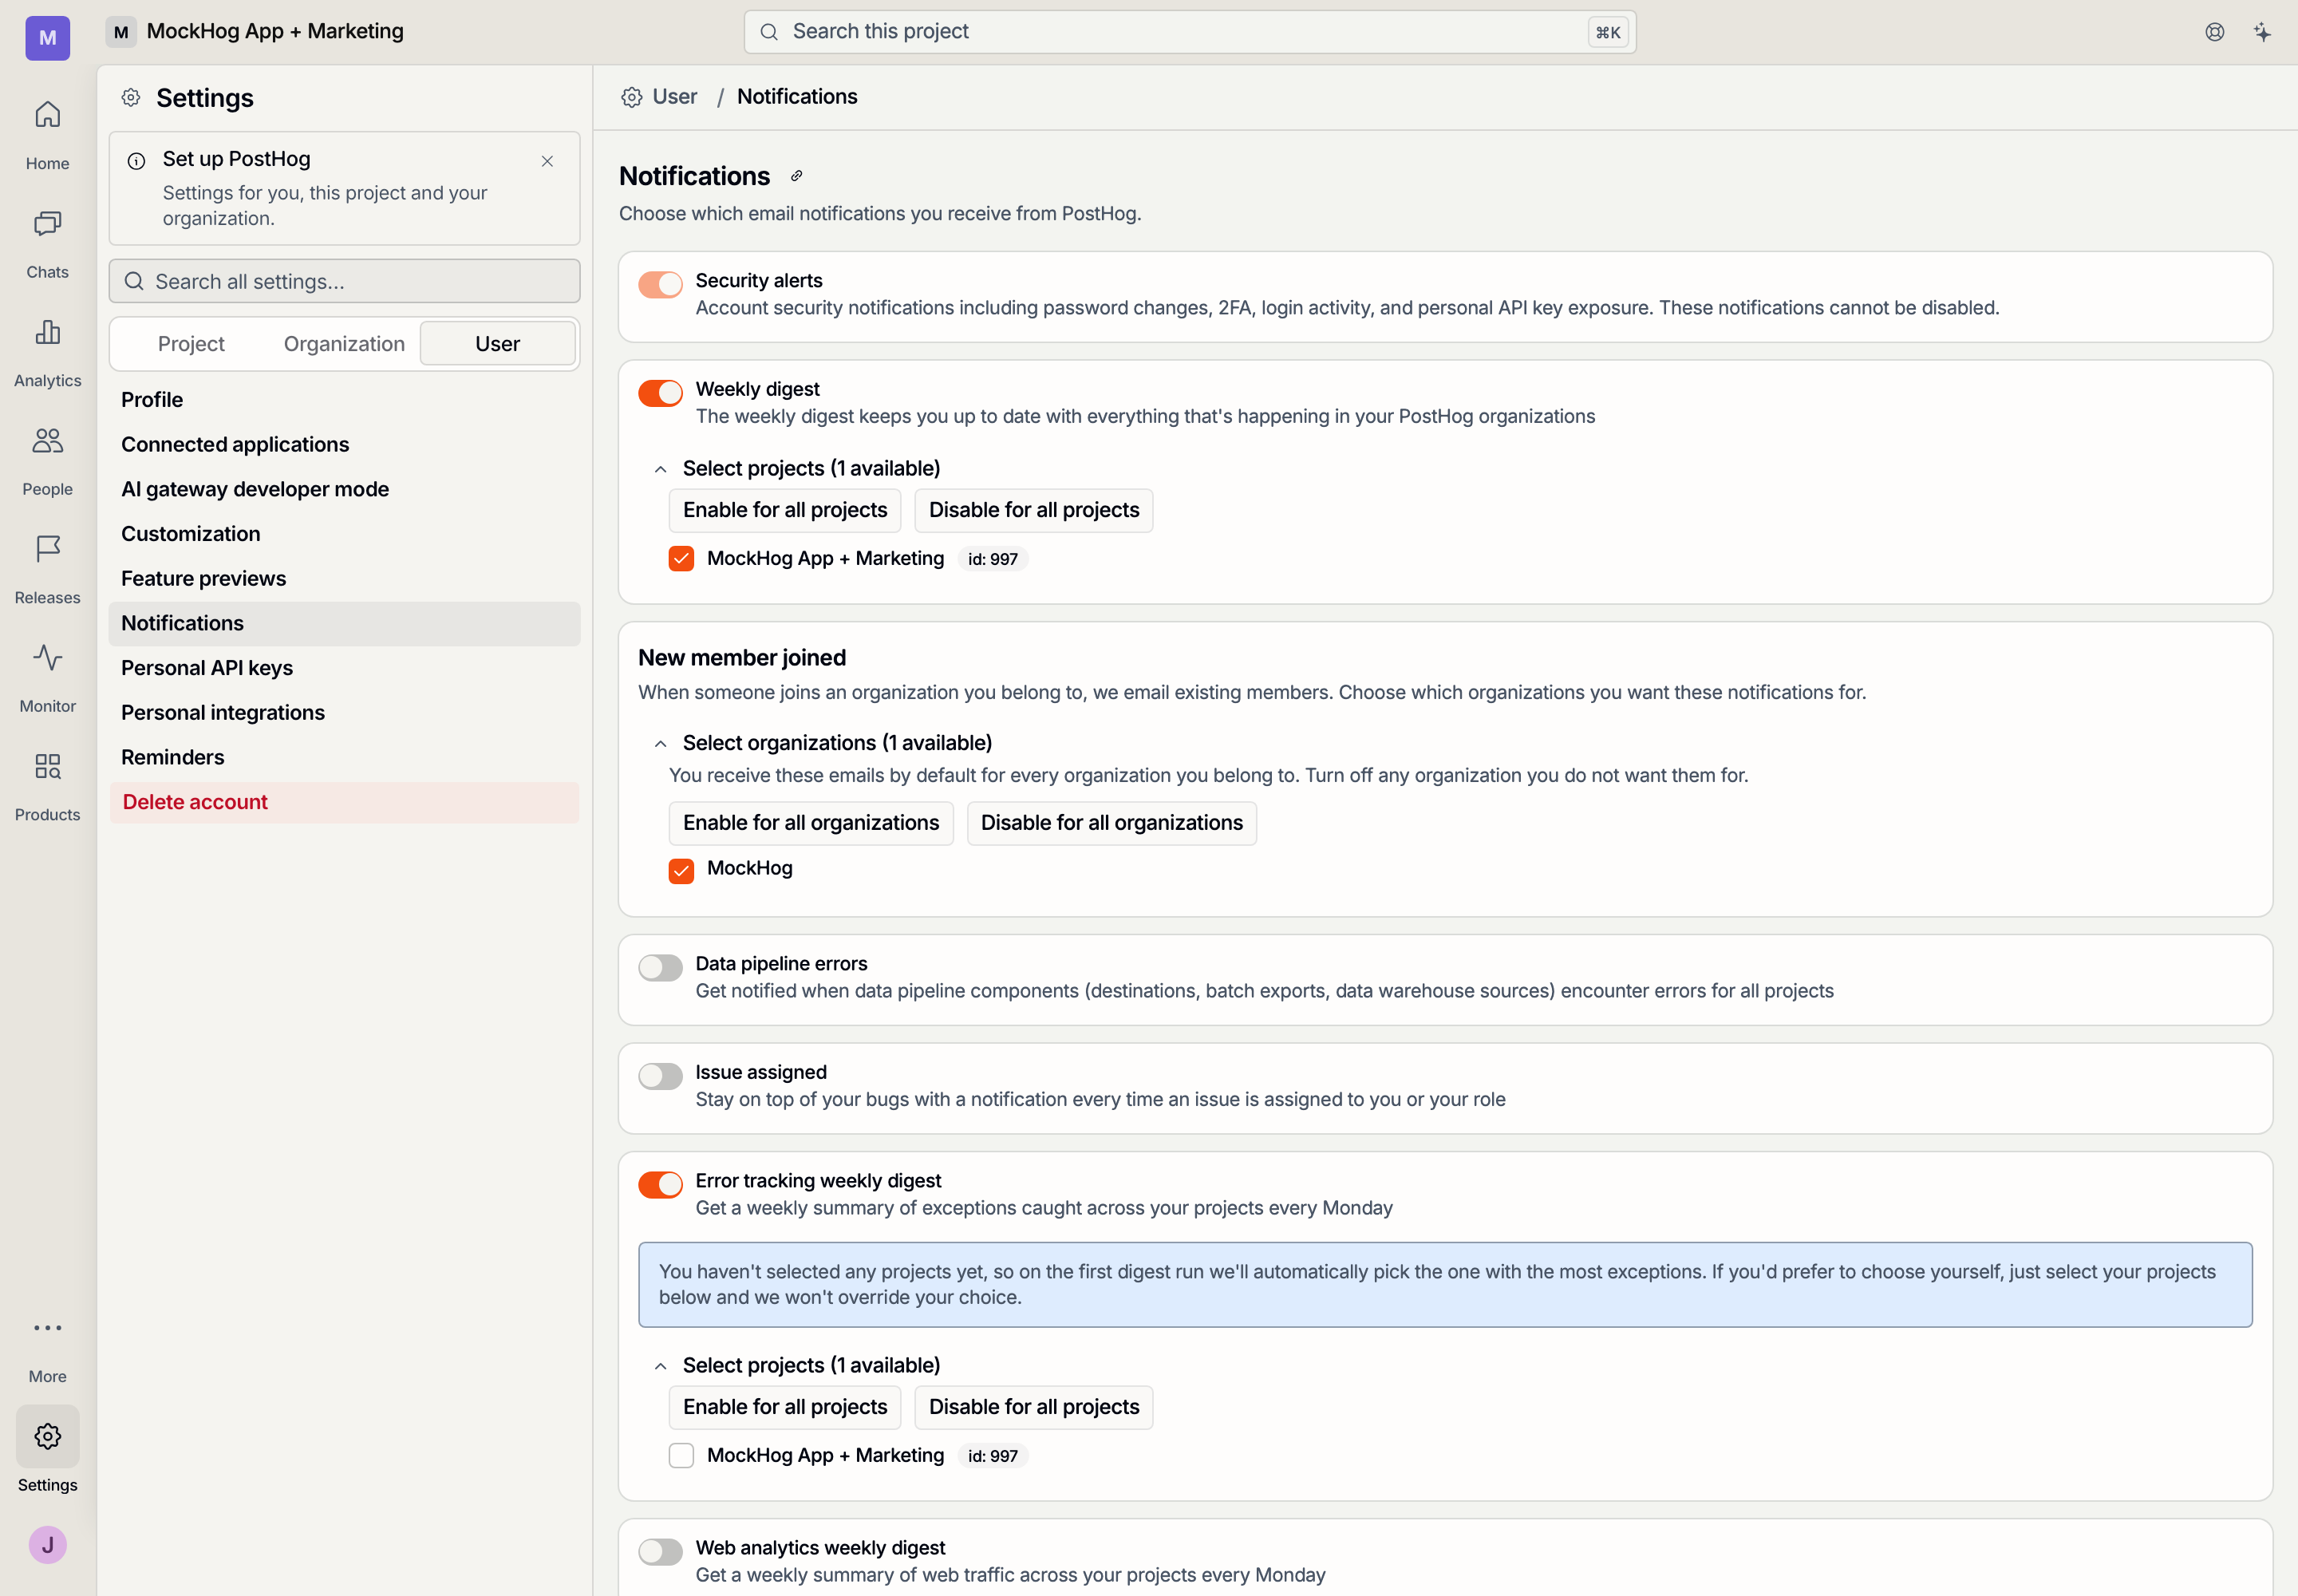 M
M MockHog App + Marketing
Search this project
⌘K
Home
Chats
Analytics
People
Releases
Monitor
Products
More
Settings
J
Settings
Set up PostHog
Settings for you, this project and your
organization.
Search all settings...
Project Organization User
Profile
Connected applications
AI gateway developer mode
Customization
Feature previews
Notifications
Personal API keys
Personal integrations
Reminders
Delete account
User / Notifications
Notifications
Choose which email notifications you receive from PostHog.
Security alerts
Account security notifications including password changes, 2FA, login activity, and personal API key exposure. These notifications cannot be disabled.
Weekly digest
The weekly digest keeps you up to date with everything that's happening in your PostHog organizations
Select projects (1 available)
Enable for all projects Disable for all projects
MockHog App + Marketing id: 997
New member joined
When someone joins an organization you belong to, we email existing members. Choose which organizations you want these notifications for.
Select organizations (1 available)
You receive these emails by default for every organization you belong to. Turn off any organization you do not want them for.
Enable for all organizations Disable for all organizations
MockHog
Data pipeline errors
Get notified when data pipeline components (destinations, batch exports, data warehouse sources) encounter errors for all projects
Issue assigned
Stay on top of your bugs with a notification every time an issue is assigned to you or your role
Error tracking weekly digest
Get a weekly summary of exceptions caught across your projects every Monday
You haven't selected any projects yet, so on the first digest run we'll automatically pick the one with the most exceptions. If you'd prefer to choose yourself, just select your projects
below and we won't override your choice.
Select projects (1 available)
Enable for all projects Disable for all projects
MockHog App + Marketing id: 997
Web analytics weekly digest
Get a weekly summary of web traffic across your projects every Monday